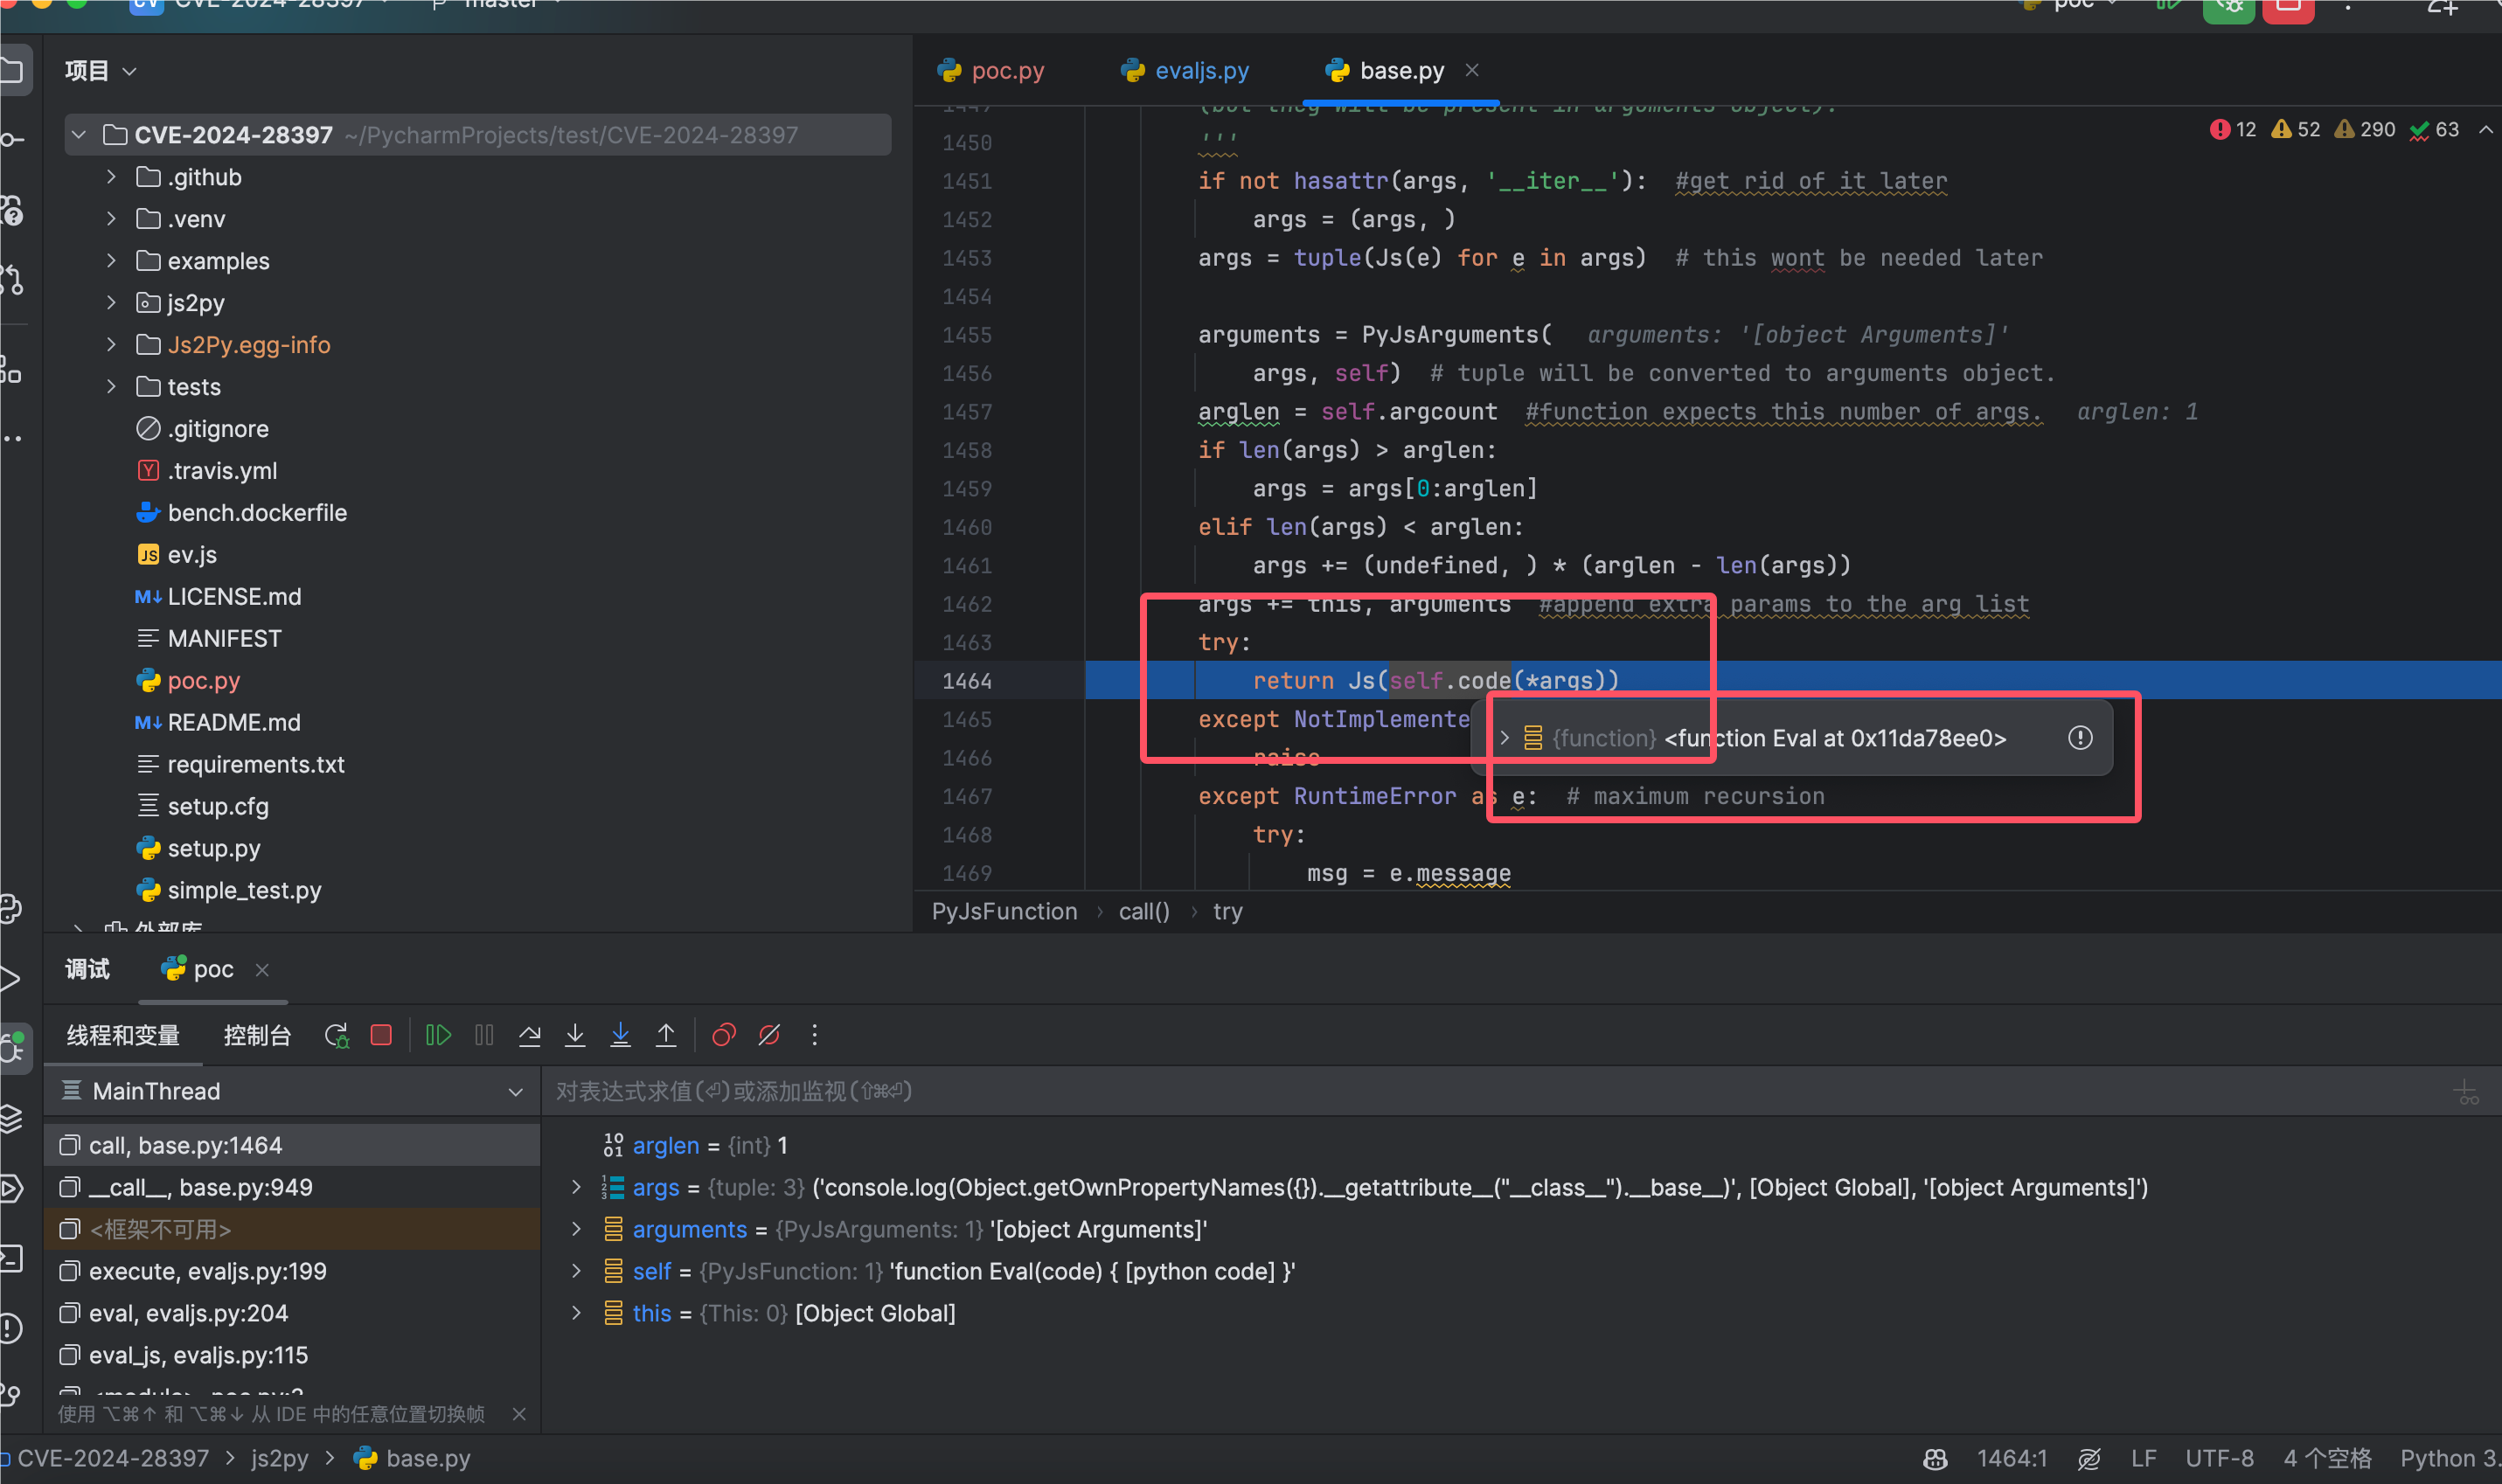 CVE-2024-28397
master
poc
项目
poc.py
evaljs.py
base.py
CVE-2024-28397 ~/PycharmProjects/test/CVE-2024-28397
.github
.venv
examples
js2py
Js2Py.egg-info
tests
.gitignore
.travis.yml
bench.dockerfile
ev.js
LICENSE.md
MANIFEST
poc.py
README.md
requirements.txt
setup.cfg
setup.py
simple_test.py
外部库
12 52 290 63
1449 (but they will be present in arguments object).
1450 '''
1451 if not hasattr(args, '__iter__'):  #get rid of it later
1452 args = (args, )
1453 args = tuple(Js(e) for e in args)  # this wont be needed later
1454
1455 arguments = PyJsArguments(  arguments: '[object Arguments]'
1456 args, self)  # tuple will be converted to arguments object.
1457 arglen = self.argcount  #function expects this number of args.  arglen: 1
1458 if len(args) > arglen:
1459 args = args[0:arglen]
1460 elif len(args) < arglen:
1461 args += (undefined, ) * (arglen - len(args))
1462 args += this, arguments  #append extra params to the arg list
1463 try:
1464 return Js(self.code(*args))
1465 except NotImplemente
{function} <function Eval at 0x11da78ee0>
1466 raise
1467 except RuntimeError as e:  # maximum recursion
1468 try:
1469 msg = e.message
PyJsFunction › call() › try
调试
poc
线程和变量
控制台
MainThread
对表达式求值(⏎)或添加监视(⇧⌘⏎)
call, base.py:1464
__call__, base.py:949
<框架不可用>
execute, evaljs.py:199
eval, evaljs.py:204
eval_js, evaljs.py:115
<module>, poc.py:3
使用 ⌥⌘↑ 和 ⌥⌘↓ 从 IDE 中的任意位置切换帧
arglen = {int} 1
args = {tuple: 3} ('console.log(Object.getOwnPropertyNames({}).__getattribute__("__class__").__base__)', [Object Global], '[object Arguments]')
arguments = {PyJsArguments: 1} '[object Arguments]'
self = {PyJsFunction: 1} 'function Eval(code) { [python code] }'
this = {This: 0} [Object Global]
CVE-2024-28397 › js2py › base.py
1464:1 LF UTF-8 4 个空格 Python 3.